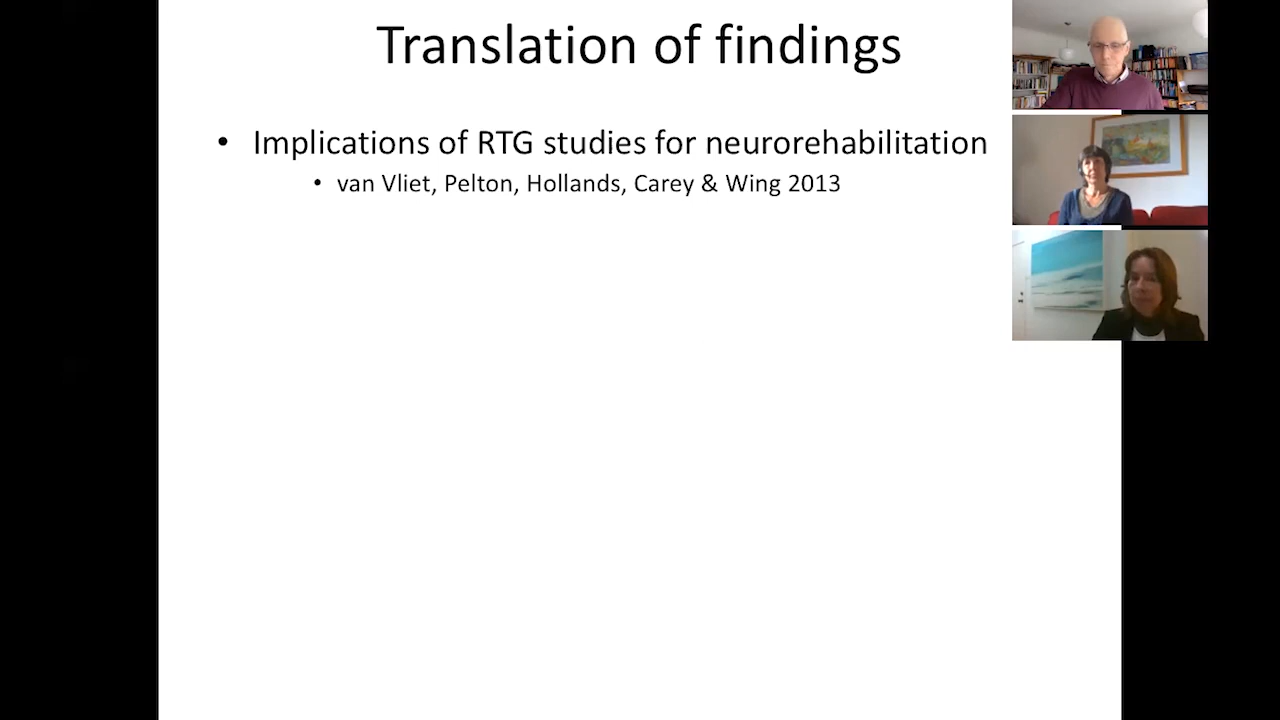 Translation of findings
• Implications of RTG studies for neurorehabilitation
• van Vliet, Pelton, Hollands, Carey & Wing 2013